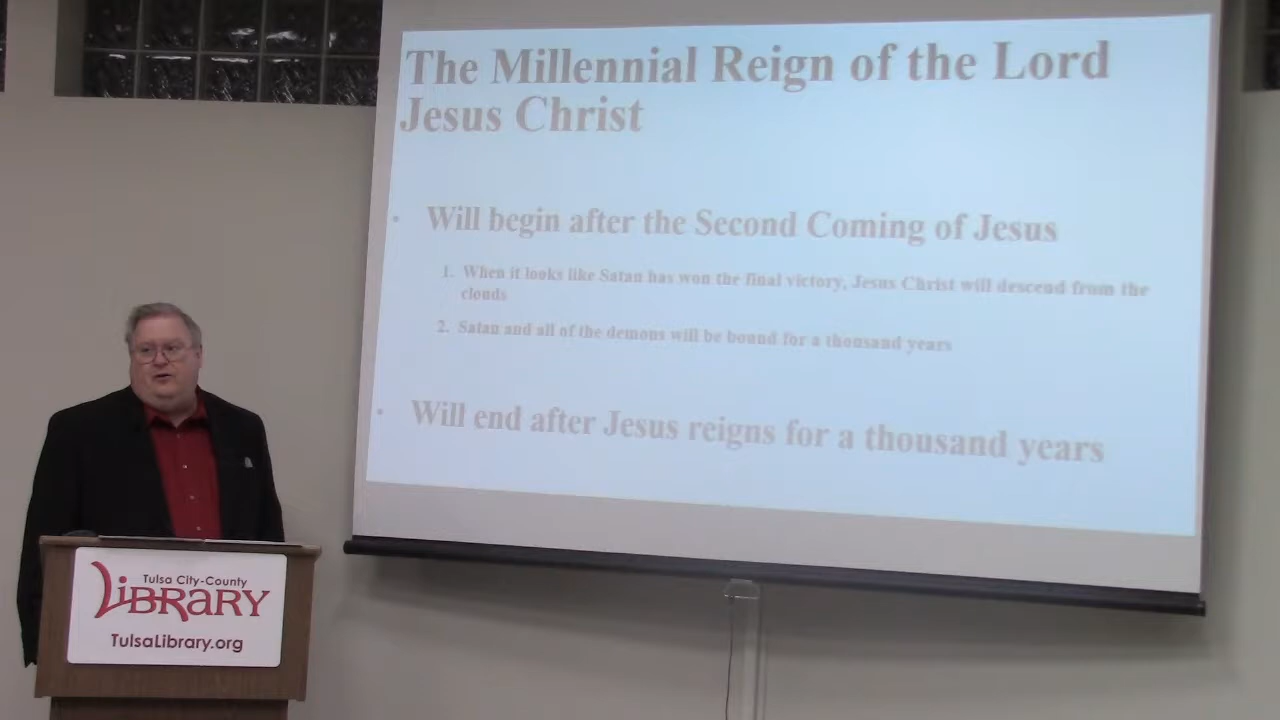 The Millennial Reign of the Lord
Jesus Christ
• Will begin after the Second Coming of Jesus
1. When it looks like Satan has won the final victory, Jesus Christ will descend from the
clouds
2. Satan and all of the demons will be bound for a thousand years
• Will end after Jesus reigns for a thousand years
Tulsa City-County
LiBRARY
TulsaLibrary.org